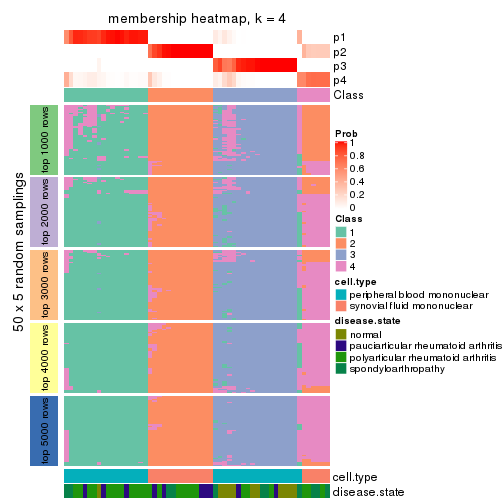 membership heatmap, k = 4
p1
p2
p3
p4
Class
50 x 5 random samplings
top 1000 rows
top 2000 rows
top 3000 rows
top 4000 rows
top 5000 rows
cell.type
disease.state
Prob
1
0.8
0.6
0.4
0.2
0
Class
1
2
3
4
cell.type
peripheral blood mononuclear
synovial fluid mononuclear
disease.state
normal
pauciarticular rheumatoid arthritis
polyarticular rheumatoid arthritis
spondyloarthropathy